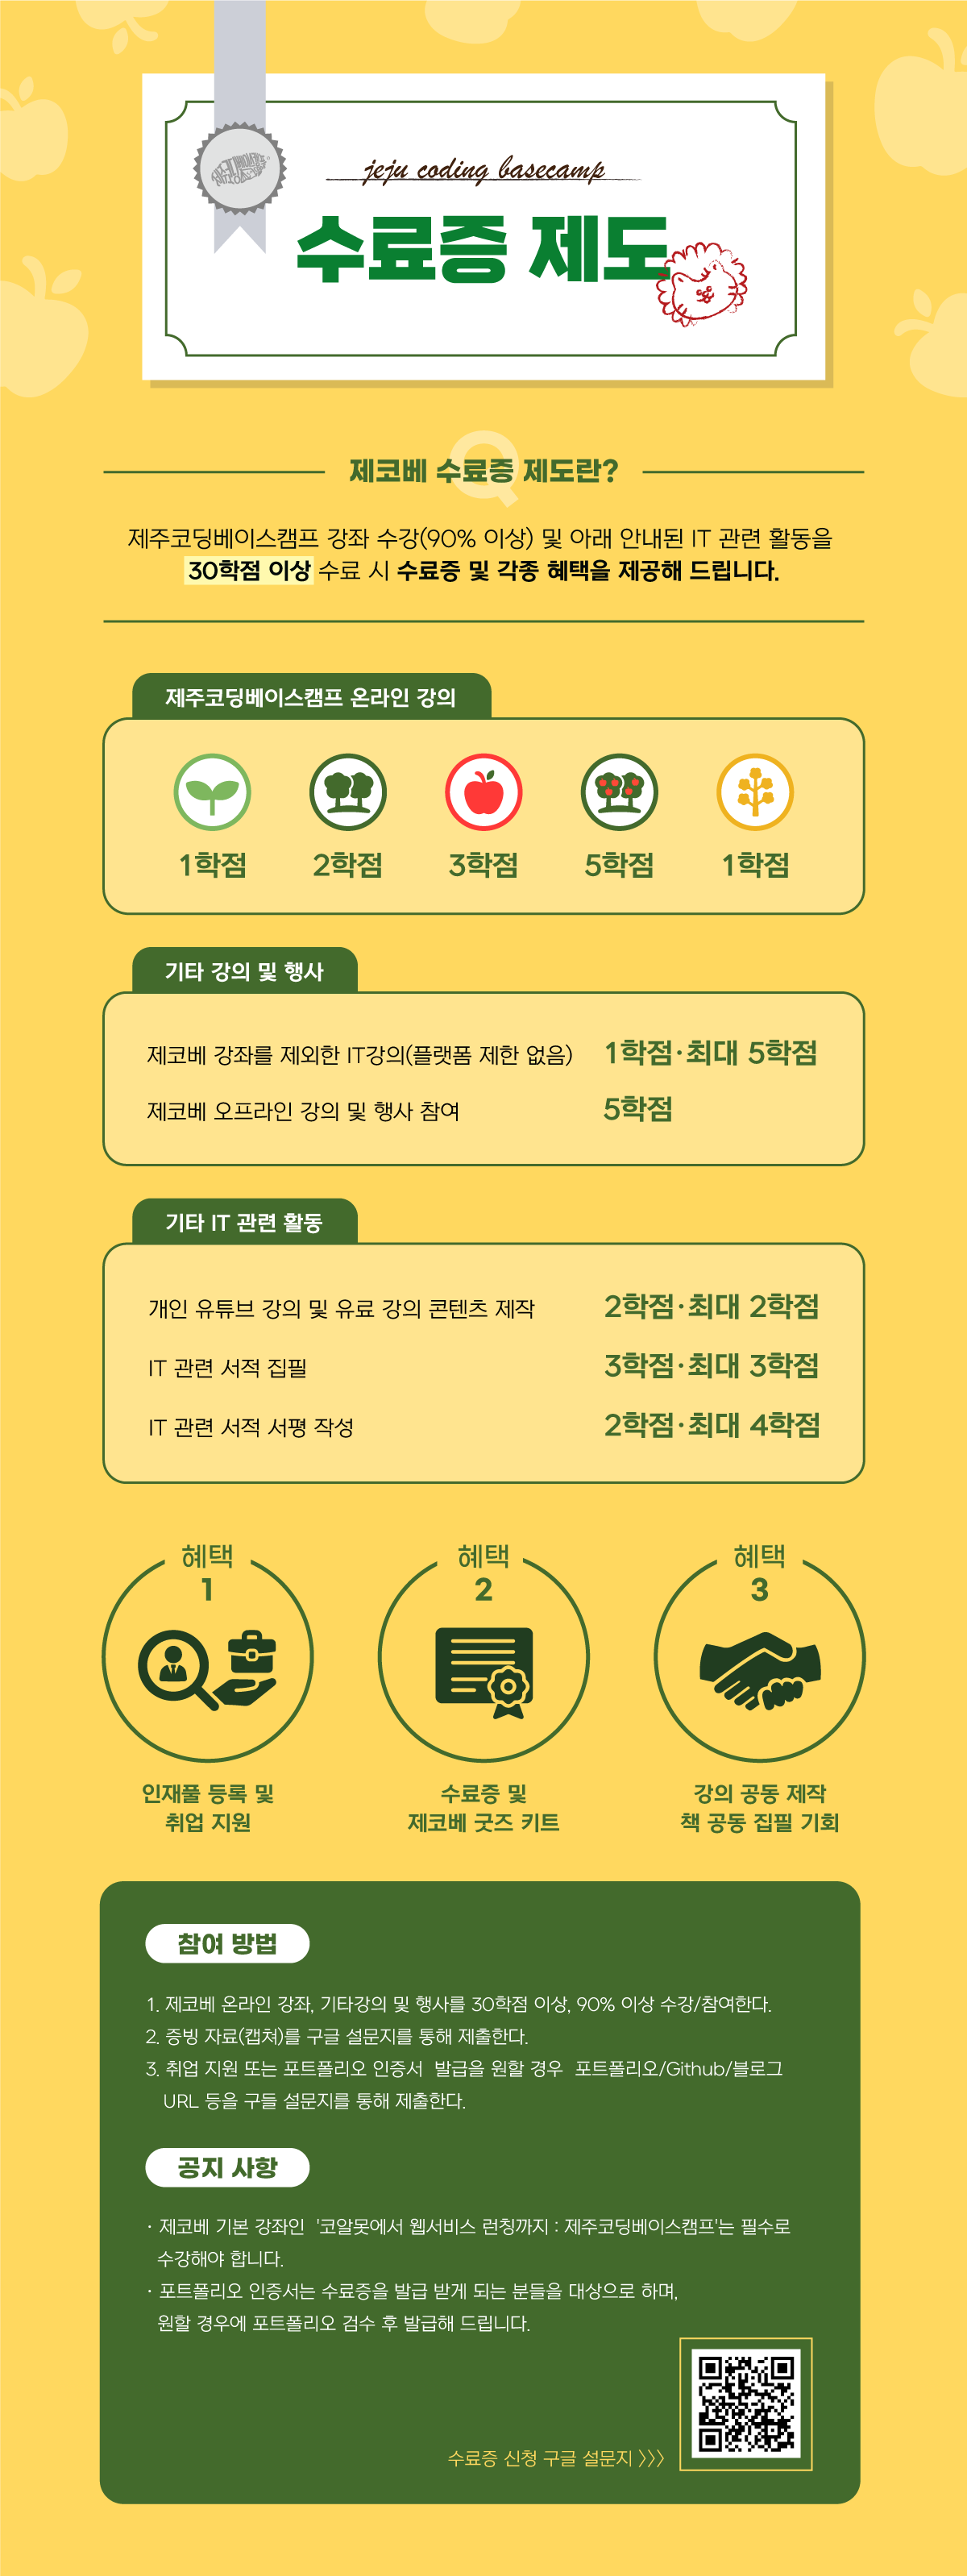 jeju coding basecamp
수료증 제도
Q
제코베 수료증 제도란?
제주코딩베이스캠프 강좌 수강(90% 이상) 및 아래 안내된 IT 관련 활동을
30학점 이상 수료 시 수료증 및 각종 혜택을 제공해 드립니다.
제주코딩베이스캠프 온라인 강의
1학점 2학점 3학점 5학점 1학점
기타 강의 및 행사
제코베 강좌를 제외한 IT강의(플랫폼 제한 없음) 1학점·최대 5학점
제코베 오프라인 강의 및 행사 참여 5학점
기타 IT 관련 활동
개인 유튜브 강의 및 유료 강의 콘텐츠 제작 2학점·최대 2학점
IT 관련 서적 집필 3학점·최대 3학점
IT 관련 서적 서평 작성 2학점·최대 4학점
혜택
1
인재풀 등록 및
취업 지원
혜택
2
수료증 및
제코베 굿즈 키트
혜택
3
강의 공동 제작
책 공동 집필 기회
참여 방법
1. 제코베 온라인 강좌, 기타강의 및 행사를 30학점 이상, 90% 이상 수강/참여한다.
2. 증빙 자료(캡쳐)를 구글 설문지를 통해 제출한다.
3. 취업 지원 또는 포트폴리오 인증서 발급을 원할 경우 포트폴리오/Github/블로그
URL 등을 구들 설문지를 통해 제출한다.
공지 사항
· 제코베 기본 강좌인 '코알못에서 웹서비스 런칭까지 : 제주코딩베이스캠프'는 필수로
수강해야 합니다.
· 포트폴리오 인증서는 수료증을 발급 받게 되는 분들을 대상으로 하며,
원할 경우에 포트폴리오 검수 후 발급해 드립니다.
수료증 신청 구글 설문지 >>>